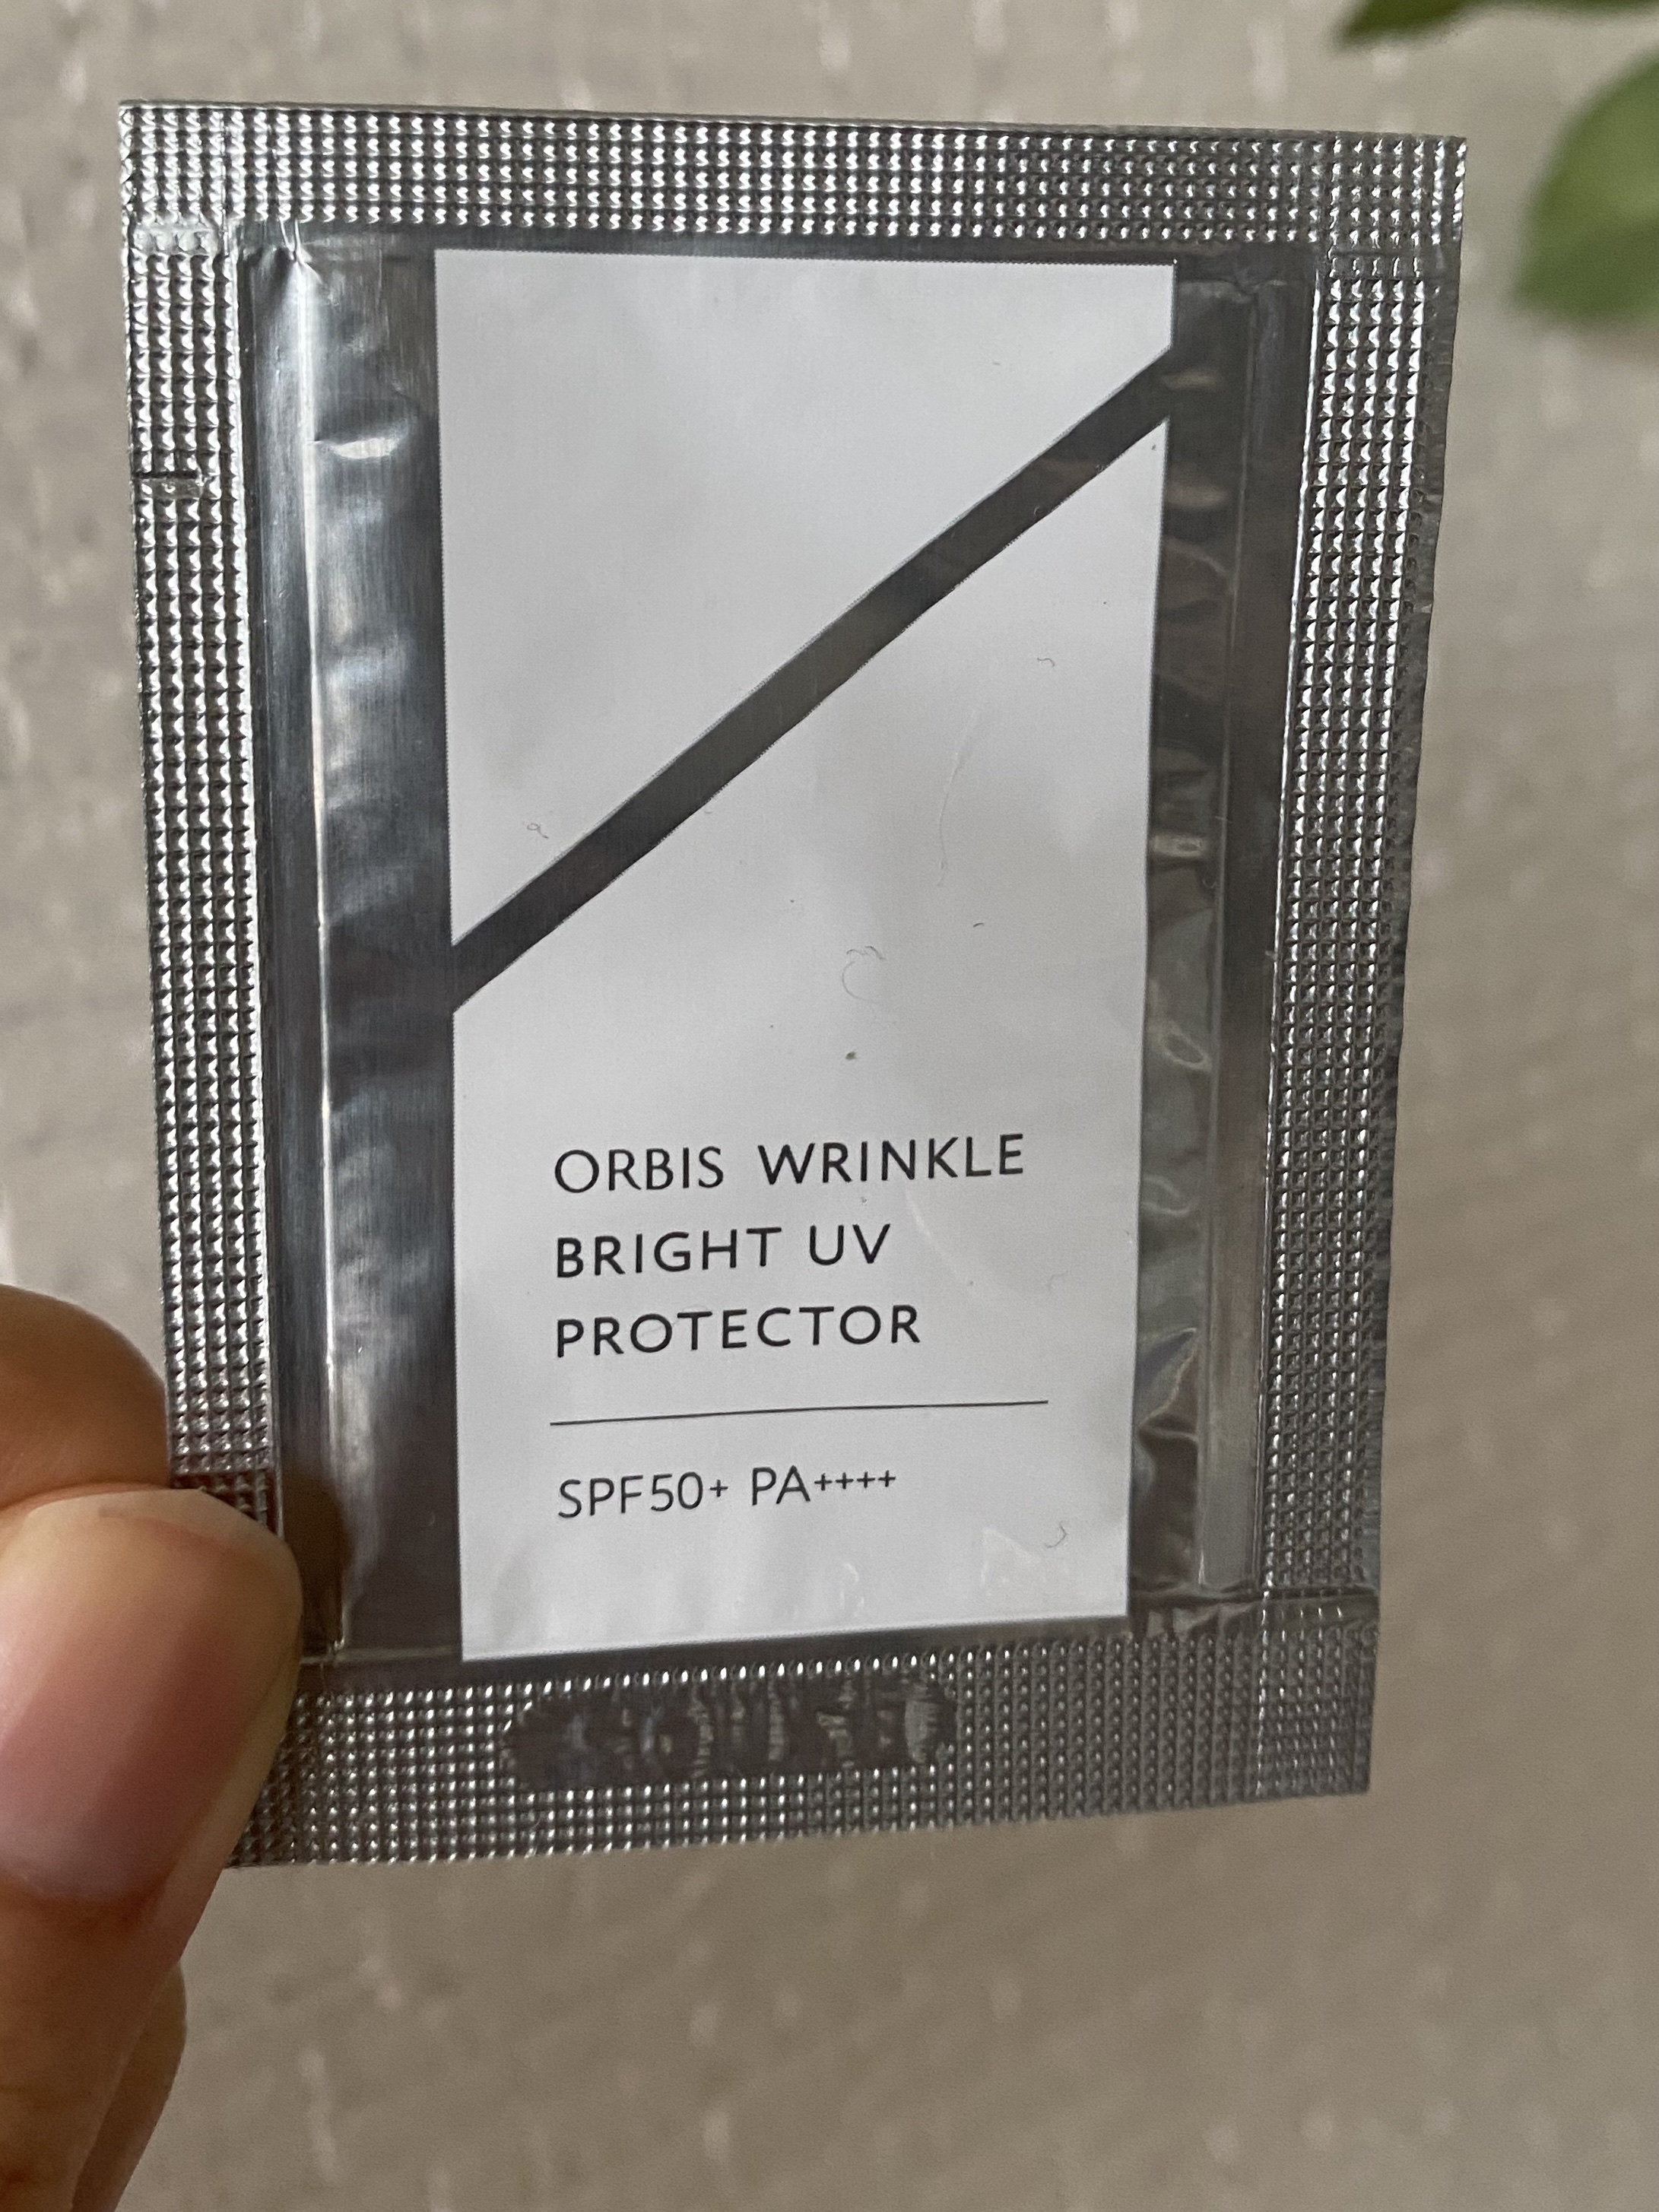 ORBIS WRINKLE
BRIGHT UV
PROTECTOR
SPF50+ PA++++